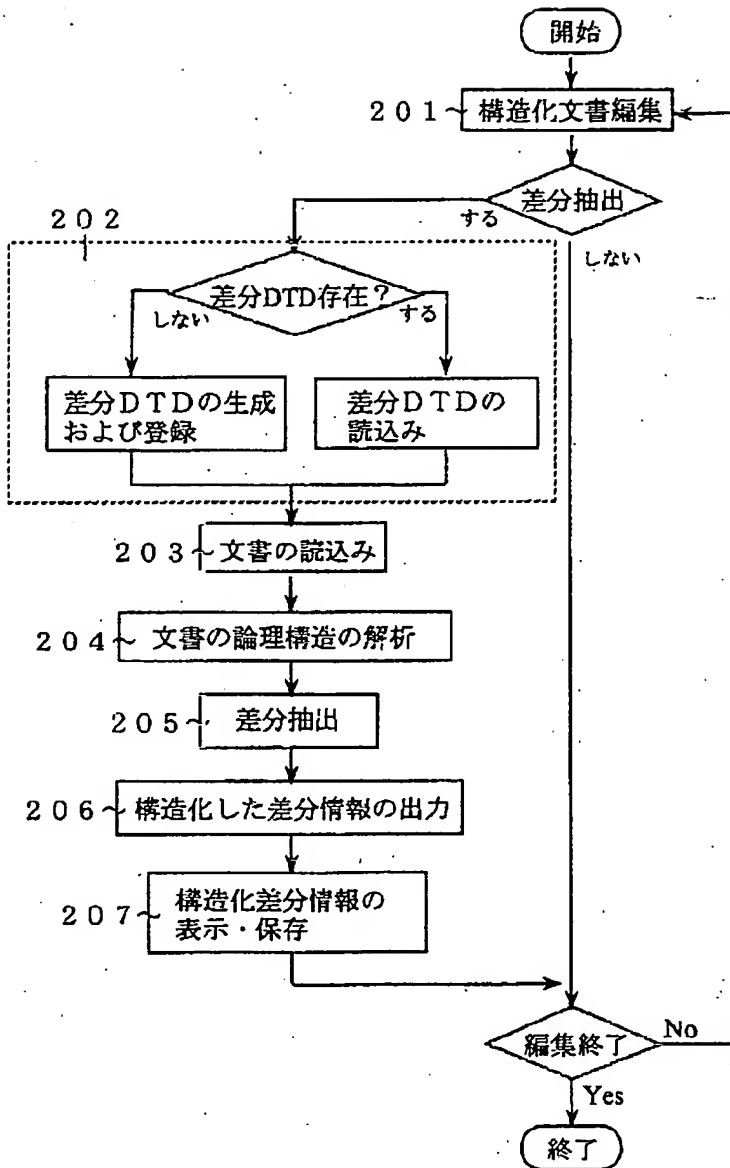 開始
201 構造化文書編集
差分抽出
する
しない
202
差分DTD存在?
しない
する
差分DTDの生成
および登録
差分DTDの
読込み
203 文書の読込み
204 文書の論理構造の解析
205 差分抽出
206 構造化した差分情報の出力
207 構造化差分情報の
表示・保存
編集終了
No
Yes
終了